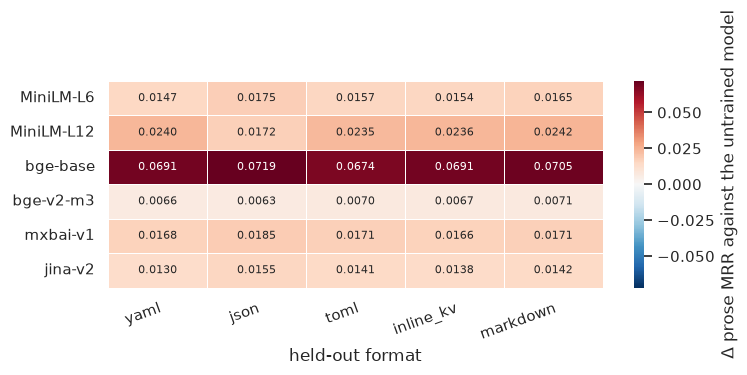 MiniLM-L6 0.0147 0.0175 0.0157 0.0154 0.0165
MiniLM-L12 0.0240 0.0172 0.0235 0.0236 0.0242
bge-base 0.0691 0.0719 0.0674 0.0691 0.0705
bge-v2-m3 0.0066 0.0063 0.0070 0.0067 0.0071
mxbai-v1 0.0168 0.0185 0.0171 0.0166 0.0171
jina-v2 0.0130 0.0155 0.0141 0.0138 0.0142
yaml json toml inline_kv markdown
held-out format
0.050
0.025
0.000
−0.025
−0.050
Δ prose MRR against the untrained model